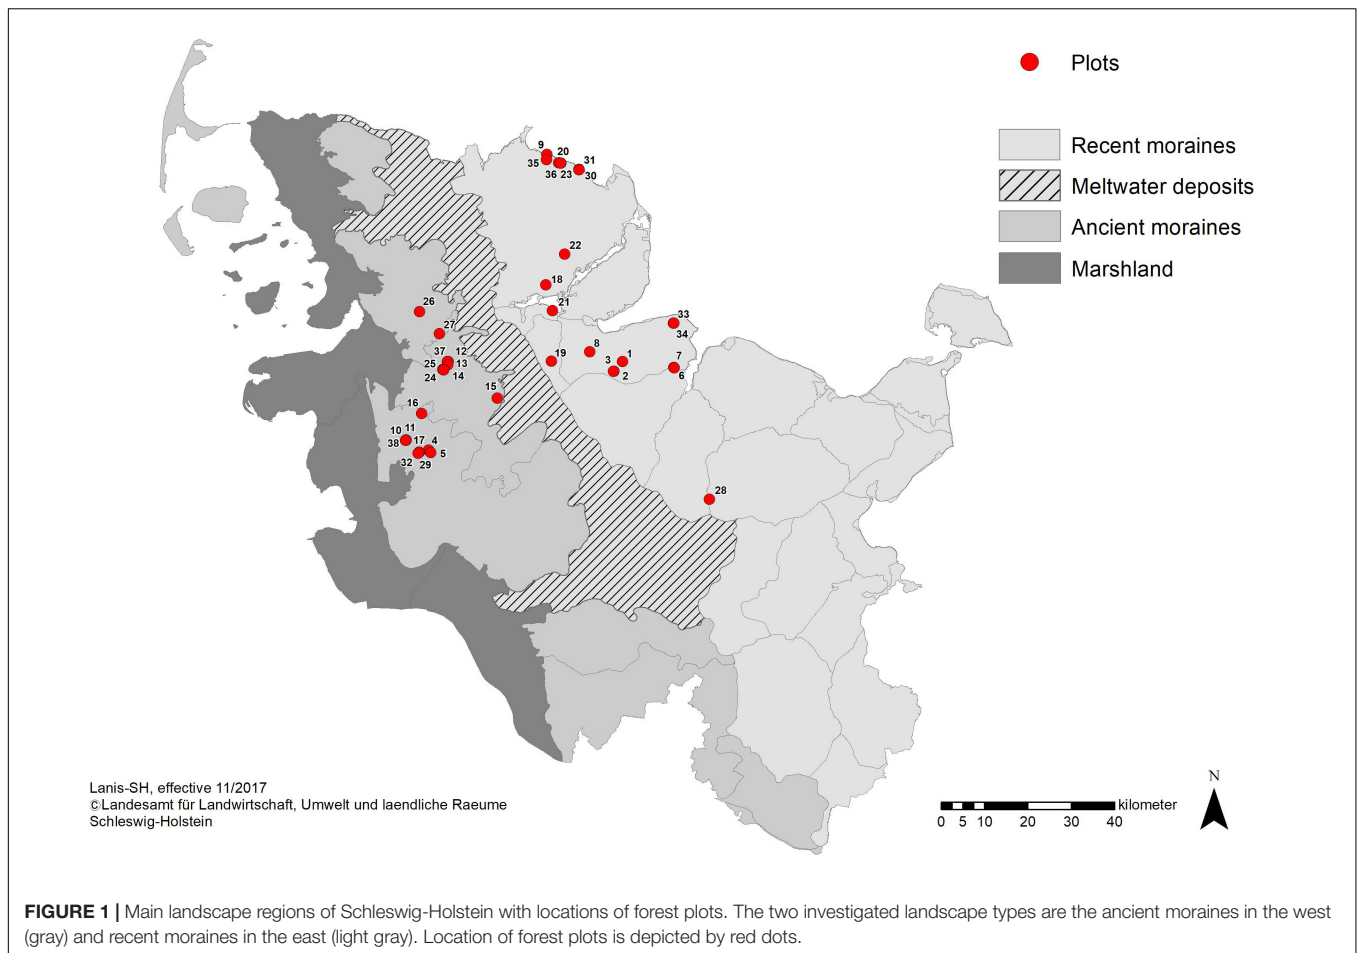 Plots
Recent moraines
Meltwater deposits
Ancient moraines
Marshland
9
20
31
35
36
23
30
22
18
21
26
33
34
27
37
12
8
1
7
25
13
19
3
24
14
2
6
15
16
10
11
17
4
38
5
32
29
28
N
kilometer
0 5 10 20 30 40
Lanis-SH, effective 11/2017
©Landesamt für Landwirtschaft, Umwelt und laendliche Raeume
Schleswig-Holstein
FIGURE 1 | Main landscape regions of Schleswig-Holstein with locations of forest plots. The two investigated landscape types are the ancient moraines in the west
(gray) and recent moraines in the east (light gray). Location of forest plots is depicted by red dots.